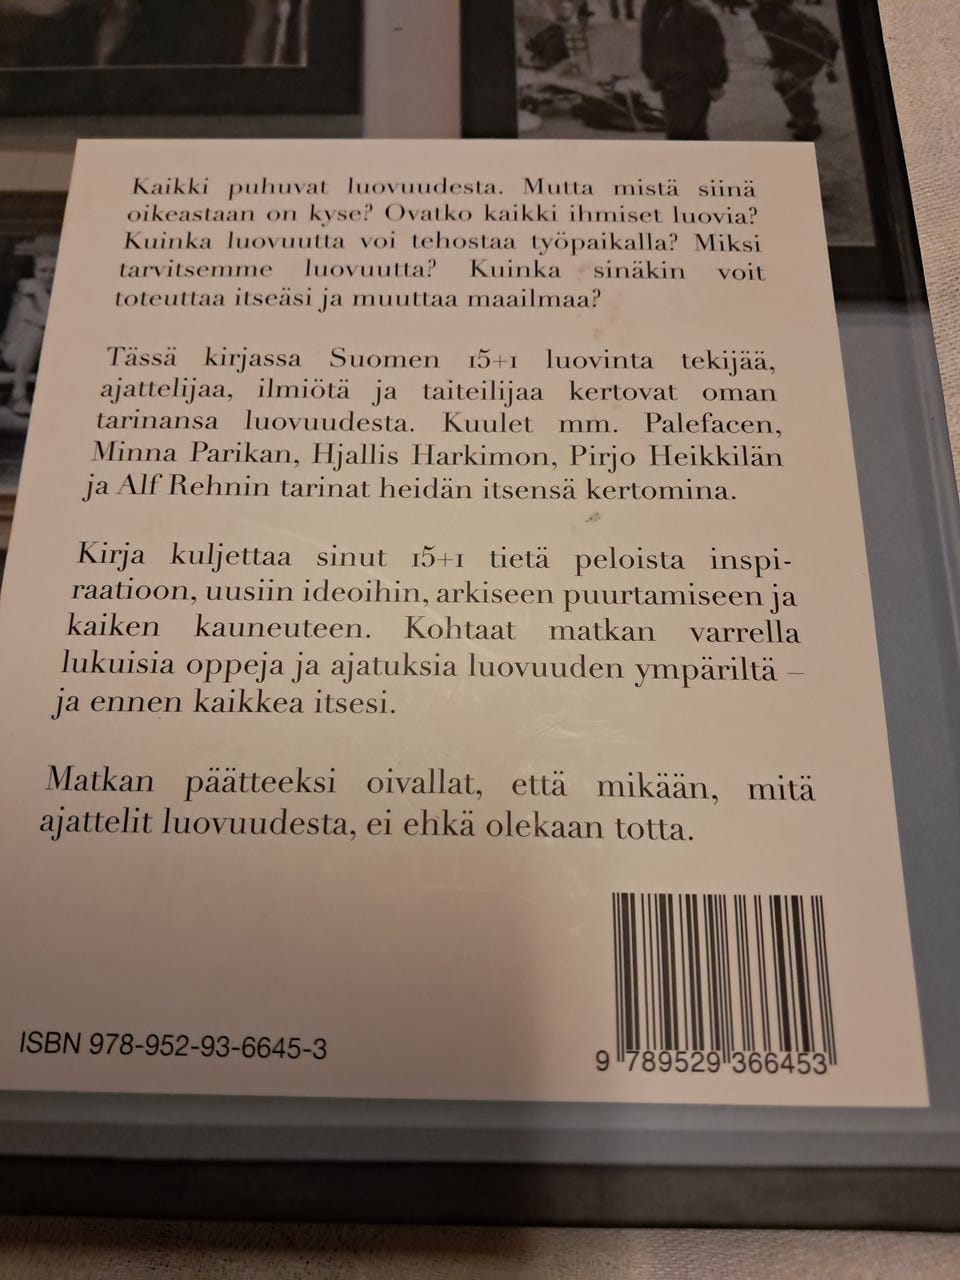 Kaikki puhuvat luovuudesta. Mutta mistä siinä
oikeastaan on kyse? Ovatko kaikki ihmiset luovia?
Kuinka luovuutta voi tehostaa työpaikalla? Miksi
tarvitsemme luovuutta? Kuinka sinäkin voit
toteuttaa itseäsi ja muuttaa maailmaa?
Tässä kirjassa Suomen 15+1 luovinta tekijää,
ajattelijaa, ilmiötä ja taiteilijaa kertovat oman
tarinansa luovuudesta. Kuulet mm. Palefacen,
Minna Parikan, Hjallis Harkimon, Pirjo Heikkilän
ja Alf Rehnin tarinat heidän itsensä kertomina.
Kirja kuljettaa sinut 15+1 tietä peloista inspi-
raatioon, uusiin ideoihin, arkiseen puurtamiseen ja
kaiken kauneuteen. Kohtaat matkan varrella
lukuisia oppeja ja ajatuksia luovuuden ympäriltä –
ja ennen kaikkea itsesi.
Matkan päätteeksi oivallat, että mikään, mitä
ajattelit luovuudesta, ei ehkä olekaan totta.
ISBN 978-952-93-6645-3
9 789529 366453